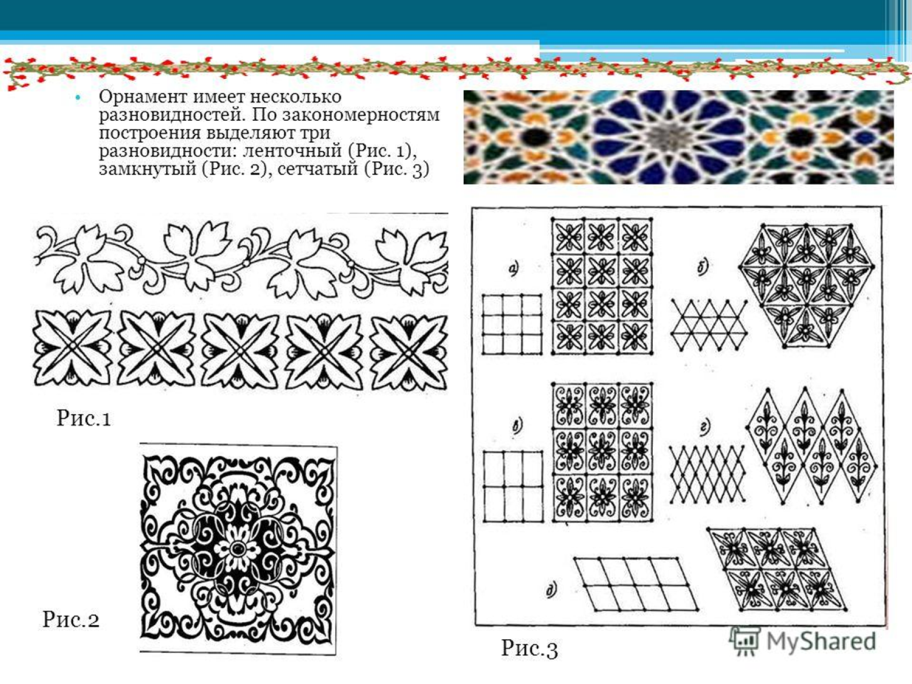 Орнамент имеет несколько
разновидностей. По закономерностям
построения выделяют три
разновидности: ленточный (Рис. 1),
замкнутый (Рис. 2), сетчатый (Рис. 3)
Рис.1
Рис.2
а)
б)
в)
г)
д)
Рис.3
MyShared